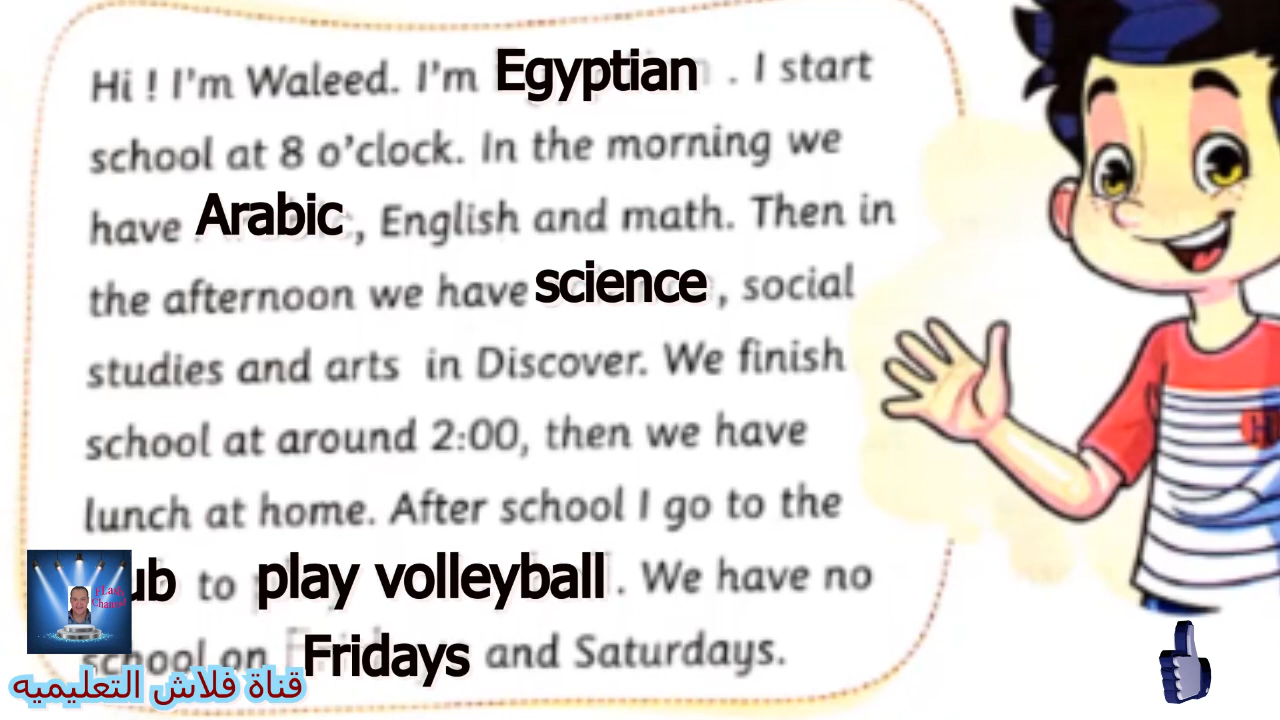 Hi ! I'm Waleed. I'm Egyptian . I start
school at 8 o'clock. In the morning we
have Arabic , English and math. Then in
the afternoon we have science , social
studies and arts in Discover. We finish
school at around 2:00, then we have
lunch at home. After school I go to the
ub to play volleyball . We have no
school on Fridays and Saturdays.
قناة فلاش التعليميه